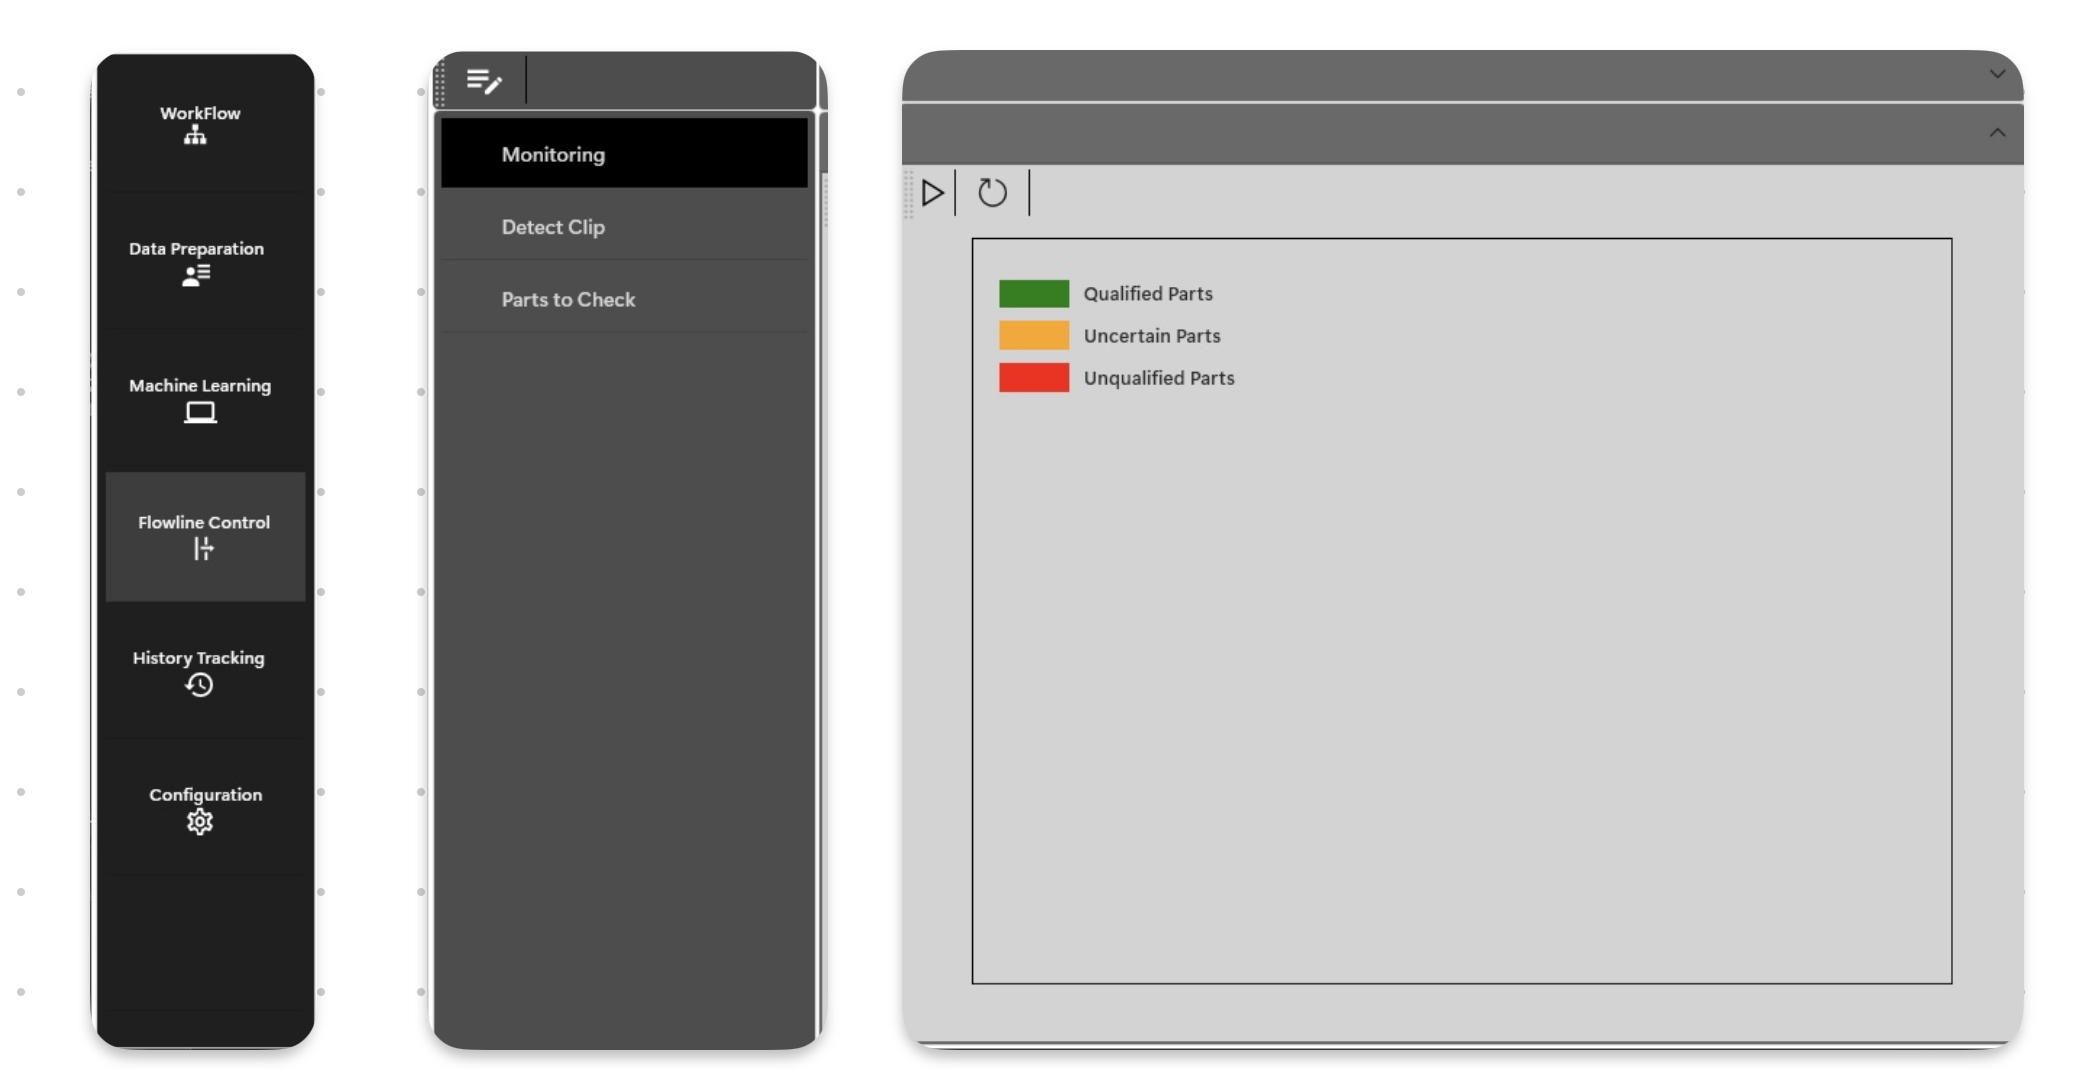 WorkFlow
Data Preparation
Machine Learning
Flowline Control
History Tracking
Configuration
Monitoring
Detect Clip
Parts to Check
Qualified Parts
Uncertain Parts
Unqualified Parts